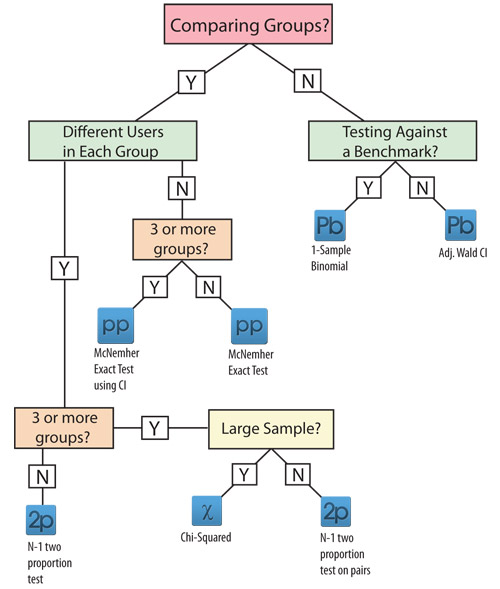 Comparing Groups?
Y
N
Different Users
in Each Group
Testing Against
a Benchmark?
N
Y
N
3 or more
groups?
Pb
Pb
1-Sample
Binomial
Adj. Wald CI
Y
Y
N
pp
pp
McNemher
Exact Test
using CI
McNemher
Exact Test
3 or more
groups?
Y
Large Sample?
N
Y
N
2p
χ
2p
N-1 two
proportion
test
Chi-Squared
N-1 two
proportion
test on pairs